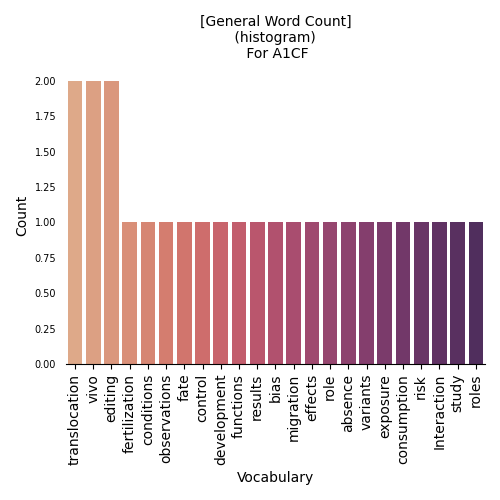 [General Word Count]
(histogram)
For A1CF
2.00
1.75
1.50
1.25
1.00
0.75
0.50
0.25
0.00
Count
translocation
vivo
editing
fertilization
conditions
observations
fate
control
development
functions
results
bias
migration
effects
role
absence
variants
exposure
consumption
risk
Interaction
study
roles
Vocabulary